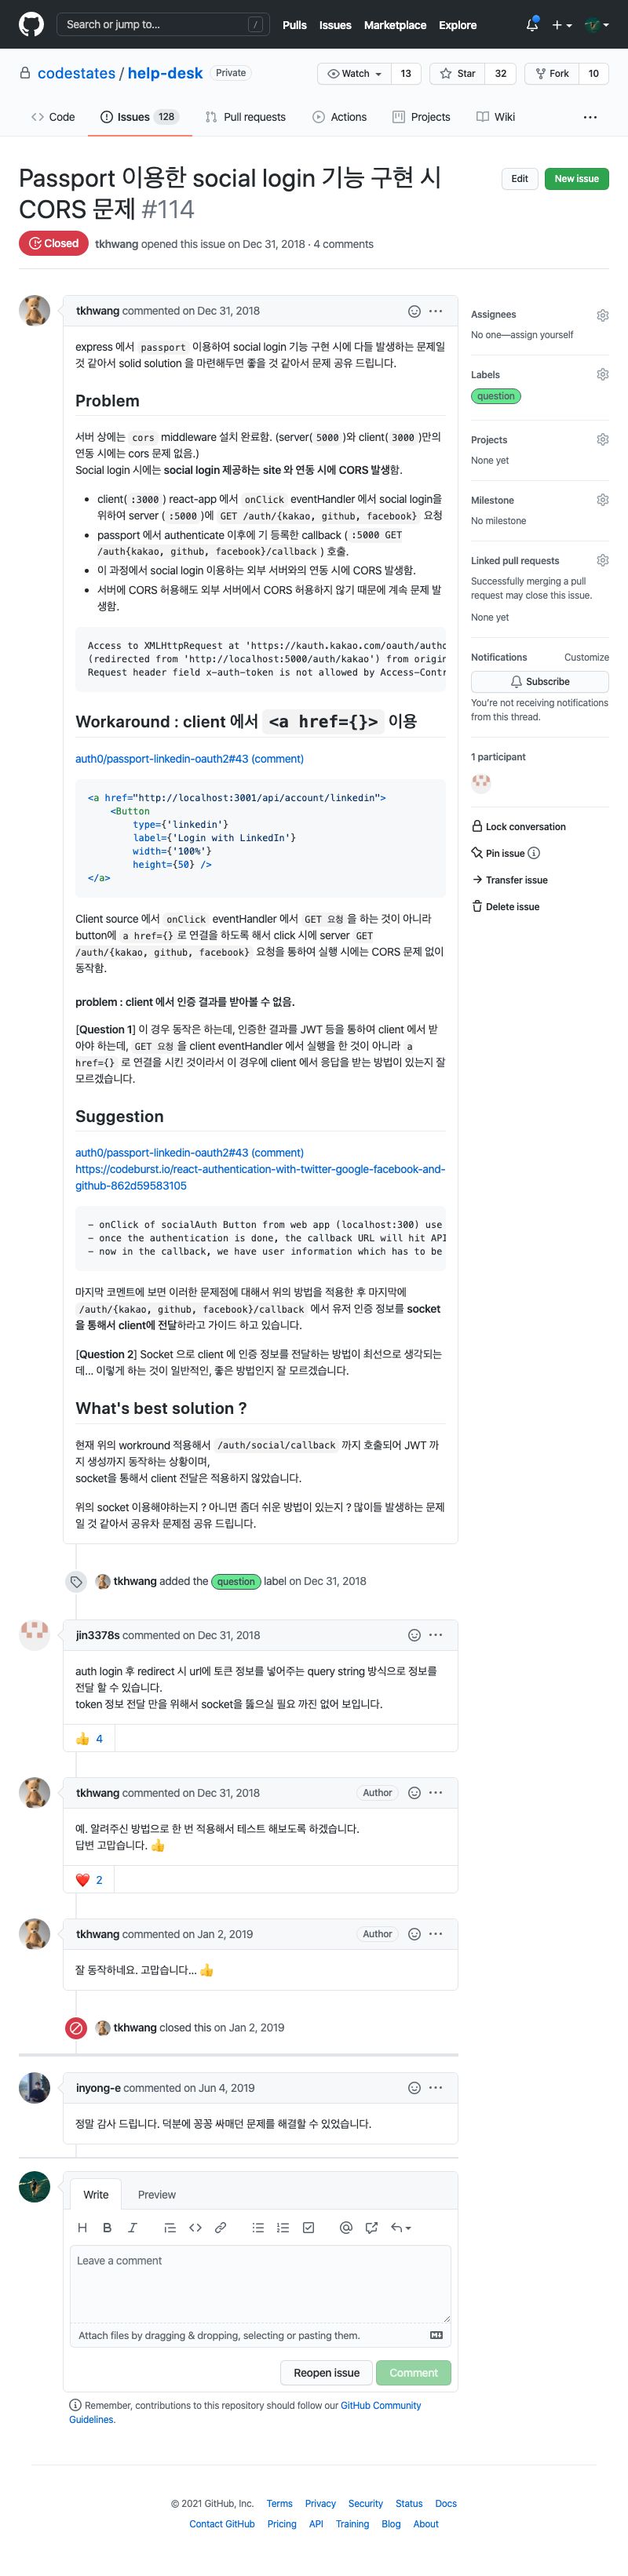 Search or jump to... /
Pulls Issues Marketplace Explore
codestates / help-desk Private
Watch 13 Star 32 Fork 10
Code Issues 128 Pull requests Actions Projects Wiki
Passport 이용한 social login 기능 구현 시
CORS 문제 #114
Edit New issue
Closed tkhwang opened this issue on Dec 31, 2018 · 4 comments
tkhwang commented on Dec 31, 2018
express 에서 passport 이용하여 social login 기능 구현 시에 다들 발생하는 문제일
것 같아서 solid solution 을 마련해두면 좋을 것 같아서 문제 공유 드립니다.
Problem
서버 상에는 cors middleware 설치 완료함. (server( 5000 )와 client( 3000 )만의
연동 시에는 cors 문제 없음.)
Social login 시에는 social login 제공하는 site 와 연동 시에 CORS 발생함.
• client( :3000 ) react-app 에서 onClick eventHandler 에서 social login을
위하여 server ( :5000 )에 GET /auth/{kakao, github, facebook} 요청
• passport 에서 authenticate 이후에 기 등록한 callback ( :5000 GET
/auth{kakao, github, facebook}/callback ) 호출.
• 이 과정에서 social login 이용하는 외부 서버와의 연동 시에 CORS 발생함.
• 서버에 CORS 허용해도 외부 서버에서 CORS 허용하지 않기 때문에 계속 문제 발
생함.
Access to XMLHttpRequest at 'https://kauth.kakao.com/oauth/autho
(redirected from 'http://localhost:5000/auth/kakao') from origin
Request header field x-auth-token is not allowed by Access-Contr
Workaround : client 에서 <a href={}> 이용
auth0/passport-linkedin-oauth2#43 (comment)
<a href="http://localhost:3001/api/account/linkedin">
<Button
type={'linkedin'}
label={'Login with LinkedIn'}
width={'100%'}
height={50} />
</a>
Client source 에서 onClick eventHandler 에서 GET 요청 을 하는 것이 아니라
button에 a href={} 로 연결을 하도록 해서 click 시에 server GET
/auth/{kakao, github, facebook} 요청을 통하여 실행 시에는 CORS 문제 없이
동작함.
problem : client 에서 인증 결과를 받아볼 수 없음.
[Question 1] 이 경우 동작은 하는데, 인증한 결과를 JWT 등을 통하여 client 에서 받
아야 하는데, GET 요청 을 client eventHandler 에서 실행을 한 것이 아니라 a
href={} 로 연결을 시킨 것이라서 이 경우에 client 에서 응답을 받는 방법이 있는지 잘
모르겠습니다.
Suggestion
auth0/passport-linkedin-oauth2#43 (comment)
https://codeburst.io/react-authentication-with-twitter-google-facebook-and-
github-862d59583105
- onClick of socialAuth Button from web app (localhost:300) use
- once the authentication is done, the callback URL will hit API
- now in the callback, we have user information which has to be
마지막 코멘트에 보면 이러한 문제점에 대해서 위의 방법을 적용한 후 마지막에
/auth/{kakao, github, facebook}/callback 에서 유저 인증 정보를 socket
을 통해서 client에 전달하라고 가이드 하고 있습니다.
[Question 2] Socket 으로 client 에 인증 정보를 전달하는 방법이 최선으로 생각되는
데... 이렇게 하는 것이 일반적인, 좋은 방법인지 잘 모르겠습니다.
What's best solution ?
현재 위의 workround 적용해서 /auth/social/callback 까지 호출되어 JWT 까
지 생성까지 동작하는 상황이며,
socket을 통해서 client 전달은 적용하지 않았습니다.
위의 socket 이용해야하는지 ? 아니면 좀더 쉬운 방법이 있는지 ? 많이들 발생하는 문제
일 것 같아서 공유차 문제점 공유 드립니다.
tkhwang added the question label on Dec 31, 2018
jin3378s commented on Dec 31, 2018
auth login 후 redirect 시 url에 토큰 정보를 넣어주는 query string 방식으로 정보를
전달 할 수 있습니다.
token 정보 전달 만을 위해서 socket을 뚫으실 필요 까진 없어 보입니다.
👍 4
tkhwang commented on Dec 31, 2018 Author
예. 알려주신 방법으로 한 번 적용해서 테스트 해보도록 하겠습니다.
답변 고맙습니다. 👍
❤️ 2
tkhwang commented on Jan 2, 2019 Author
잘 동작하네요. 고맙습니다... 👍
tkhwang closed this on Jan 2, 2019
inyong-e commented on Jun 4, 2019
정말 감사 드립니다. 덕분에 꽁꽁 싸매던 문제를 해결할 수 있었습니다.
Write Preview
Leave a comment
Attach files by dragging & dropping, selecting or pasting them.
Reopen issue Comment
Remember, contributions to this repository should follow our GitHub Community
Guidelines.
Assignees
No one—assign yourself
Labels
question
Projects
None yet
Milestone
No milestone
Linked pull requests
Successfully merging a pull
request may close this issue.
None yet
Notifications Customize
Subscribe
You're not receiving notifications
from this thread.
1 participant
Lock conversation
Pin issue
Transfer issue
Delete issue
© 2021 GitHub, Inc. Terms Privacy Security Status Docs
Contact GitHub Pricing API Training Blog About